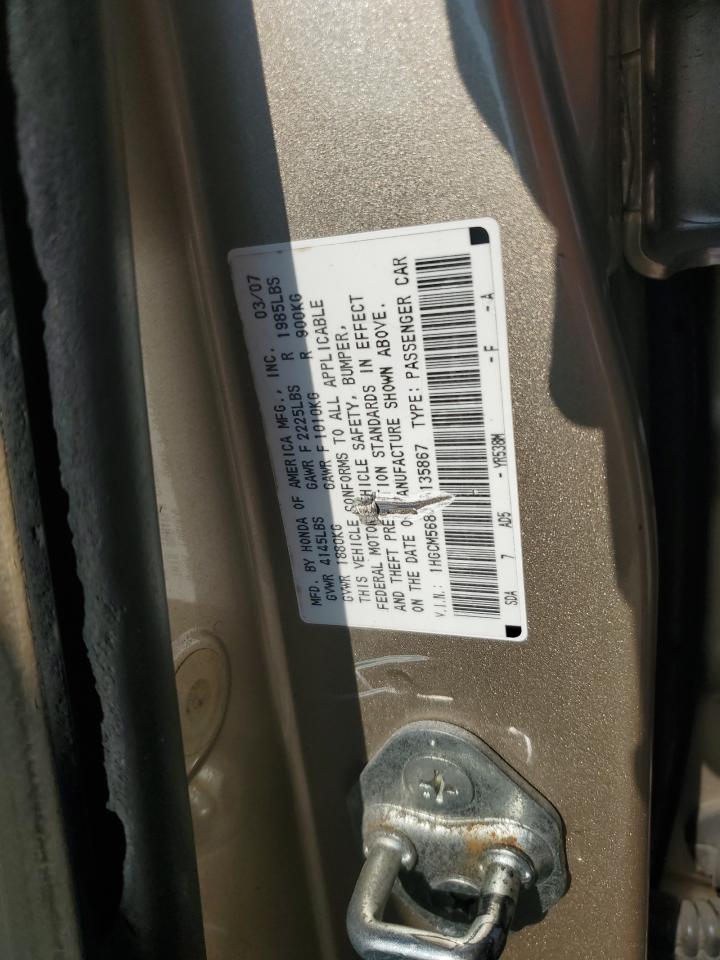 MFD. BY HONDA OF AMERICA MFG., INC. 03/07
GVWR 4145LBS GAWR F 2225LBS R 1985LBS
GVWR 1880KG GAWR F 1010KG R 900KG
THIS VEHICLE CONFORMS TO ALL APPLICABLE
FEDERAL MOTOR VEHICLE SAFETY, BUMPER,
AND THEFT PRE TION STANDARDS IN EFFECT
ON THE DATE O MANUFACTURE SHOWN ABOVE.
V.I.N.: 1HGCM568 135867 TYPE: PASSENGER CAR
SDA 7 AD5 - YR538M - F - A